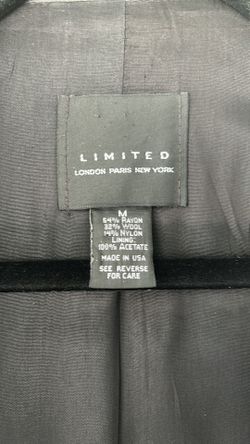 LIMITED
LONDON PARIS NEW YORK
M
54% RAYON
32% WOOL
14% NYLON
LINING:
100% ACETATE
MADE IN USA
SEE REVERSE
FOR CARE